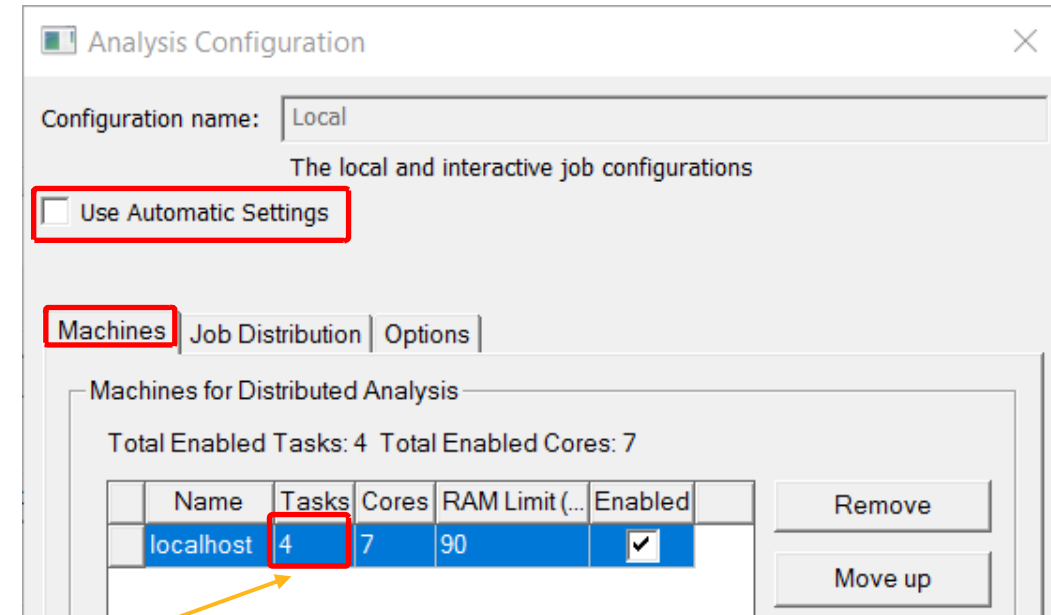 Analysis Configuration
Configuration name: Local
The local and interactive job configurations
Use Automatic Settings
Machines Job Distribution Options
Machines for Distributed Analysis
Total Enabled Tasks: 4 Total Enabled Cores: 7
Name Tasks Cores RAM Limit (... Enabled
Remove
localhost 4 7 90
Move up